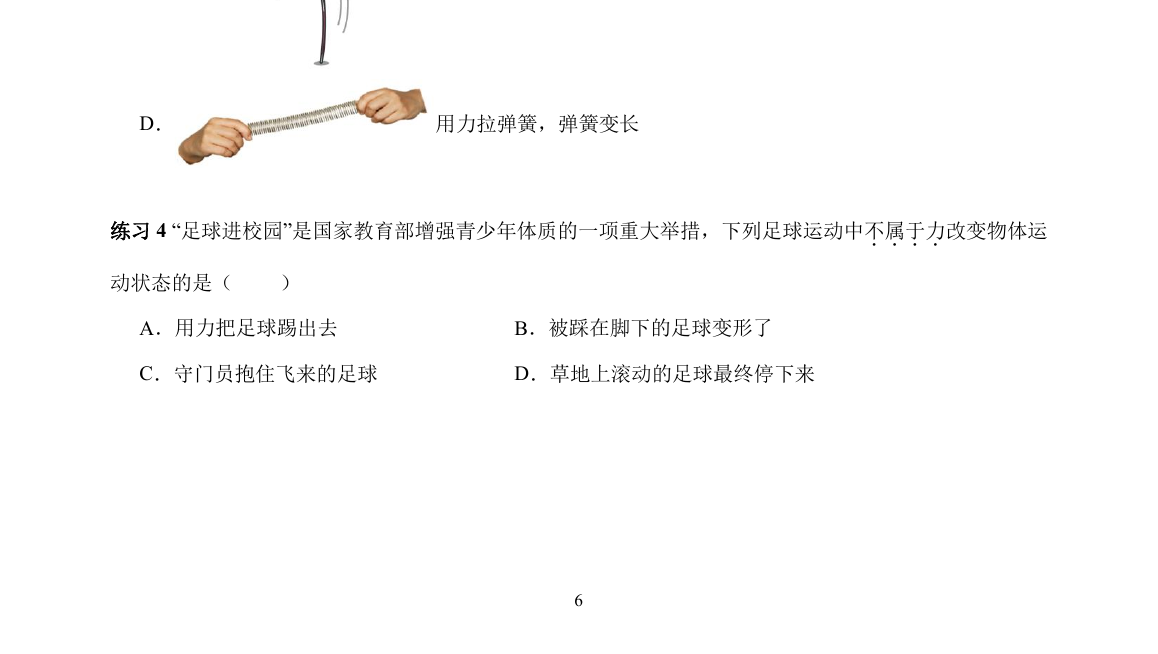 D. 用力拉弹簧，弹簧变长
练习 4 “足球进校园”是国家教育部增强青少年体质的一项重大举措，下列足球运动中不属于力改变物体运
动状态的是（　　）
A．用力把足球踢出去　　B．被踩在脚下的足球变形了
C．守门员抱住飞来的足球　　D．草地上滚动的足球最终停下来
6